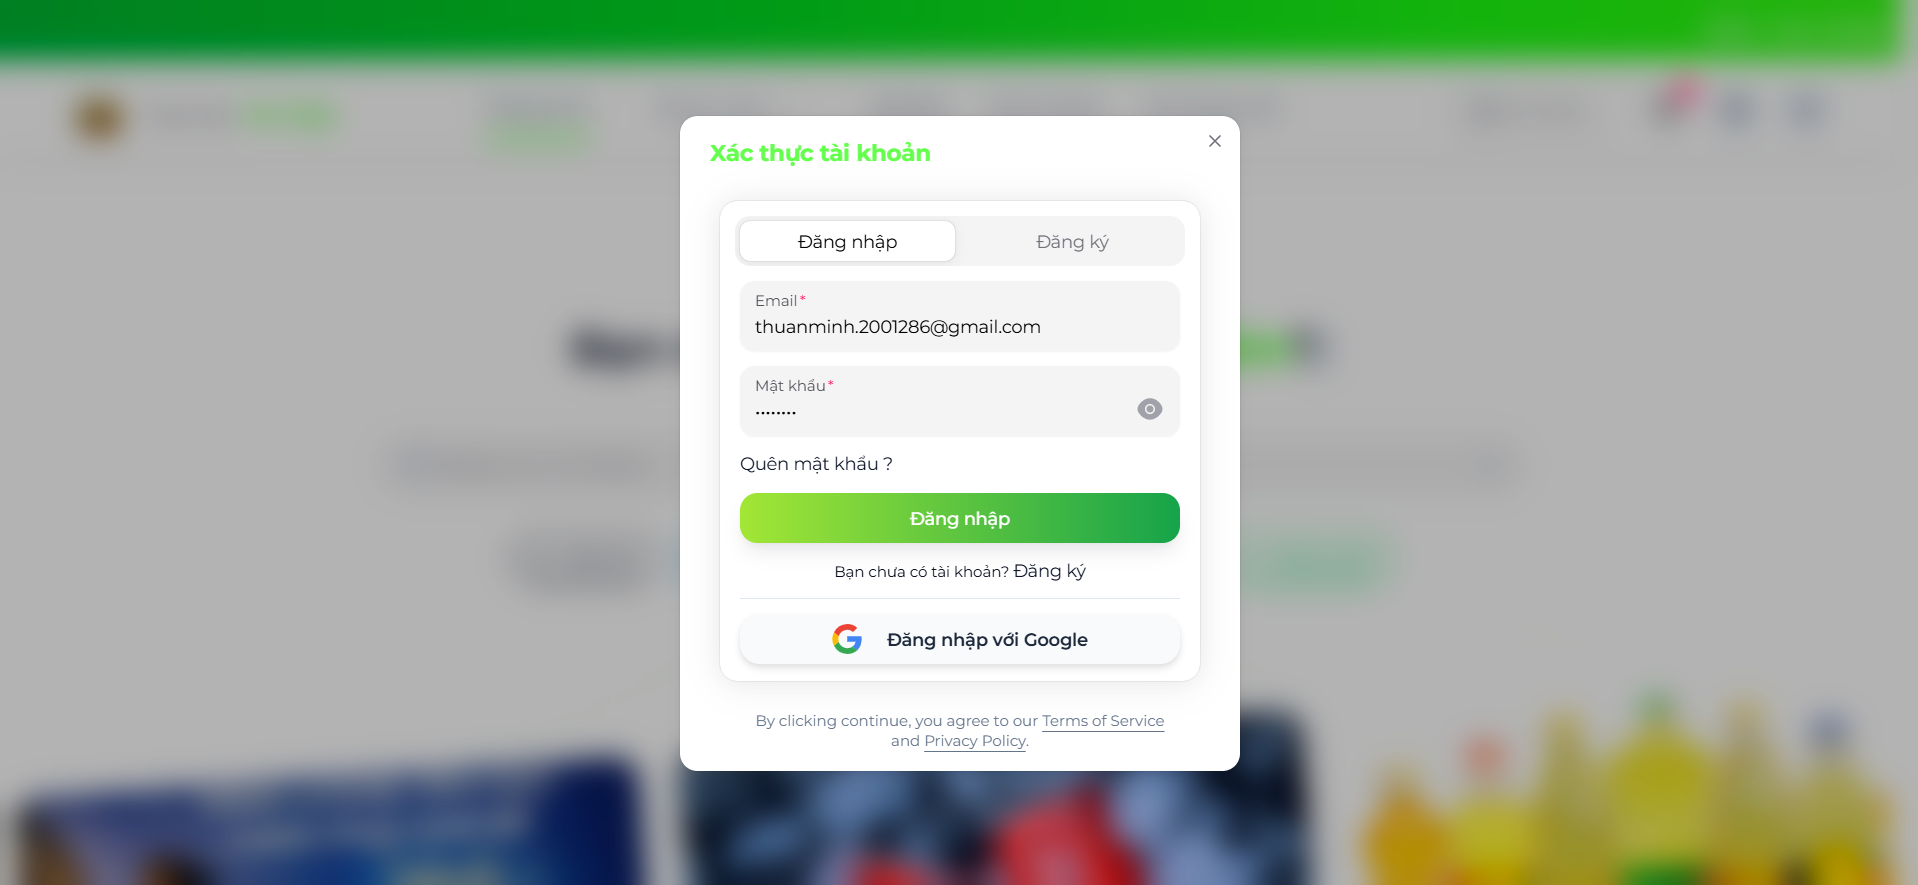 Xác thực tài khoản
Đăng nhập
Đăng ký
Email*
thuanminh.2001286@gmail.com
Mật khẩu*
••••••••
Quên mật khẩu ?
Đăng nhập
Bạn chưa có tài khoản? Đăng ký
Đăng nhập với Google
By clicking continue, you agree to our Terms of Service
and Privacy Policy.